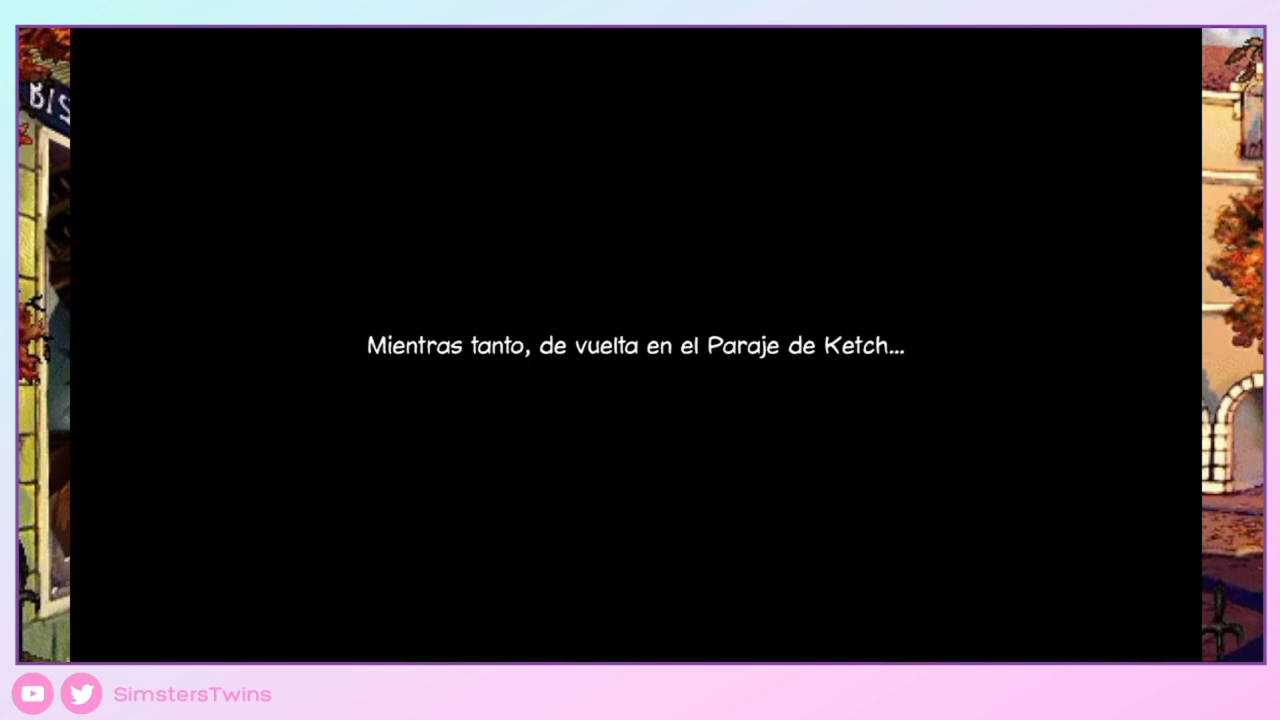 BIS
Mientras tanto, de vuelta en el Paraje de Ketch...
SimstersTwins